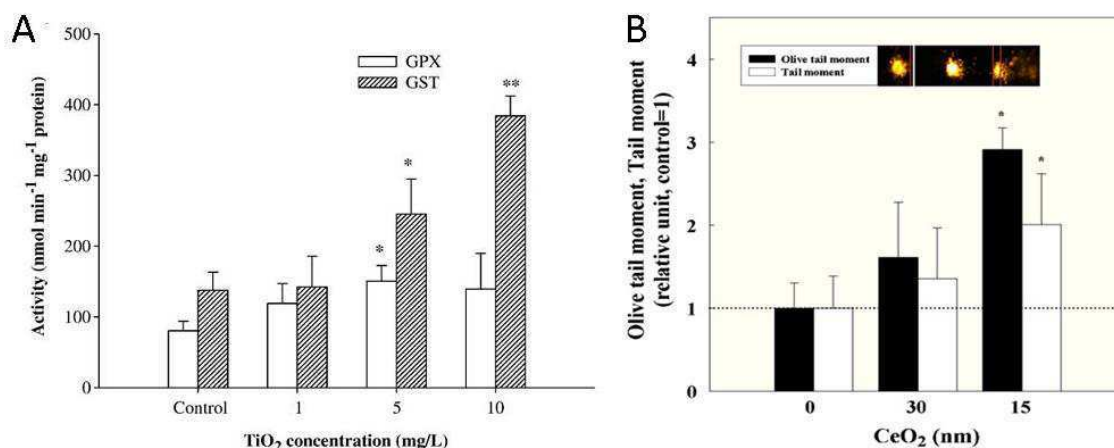 A
500
400
300
200
100
0
Activity (nmol min⁻¹ mg⁻¹ protein)
GPX
GST
*
*
**
Control 1 5 10
TiO₂ concentration (mg/L)
B
4
3
2
1
0
Olive tail moment, Tail moment
(relative unit, control=1)
Olive tail moment
Tail moment
*
*
0 30 15
CeO₂ (nm)